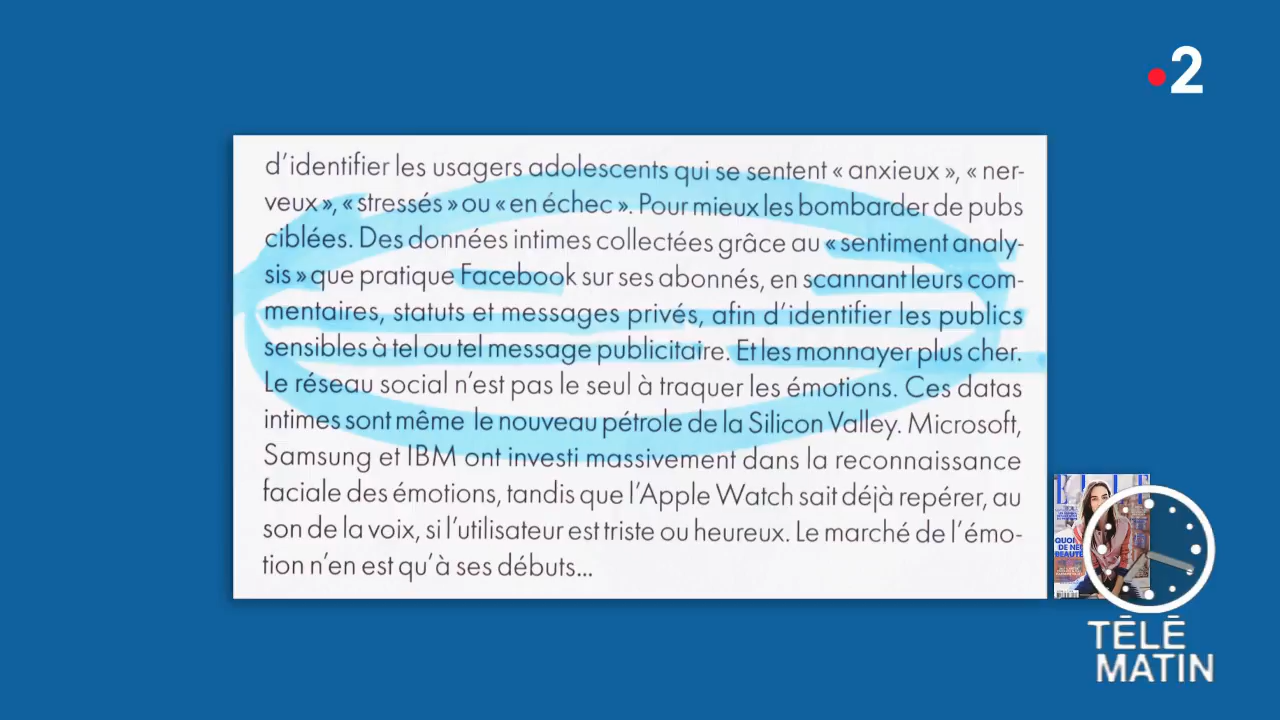 2
d'identifier les usagers adolescents qui se sentent « anxieux », « ner-
veux », « stressés » ou « en échec ». Pour mieux les bombarder de pubs
ciblées. Des données intimes collectées grâce au « sentiment analy-
sis » que pratique Facebook sur ses abonnés, en scannant leurs com-
mentaires, statuts et messages privés, afin d'identifier les publics
sensibles à tel ou tel message publicitaire. Et les monnayer plus cher.
Le réseau social n'est pas le seul à traquer les émotions. Ces datas
intimes sont même le nouveau pétrole de la Silicon Valley. Microsoft,
Samsung et IBM ont investi massivement dans la reconnaissance
faciale des émotions, tandis que l'Apple Watch sait déjà repérer, au
son de la voix, si l'utilisateur est triste ou heureux. Le marché de l'émo-
tion n'en est qu'à ses débuts...
ELLE
TÉLÉ
MATIN